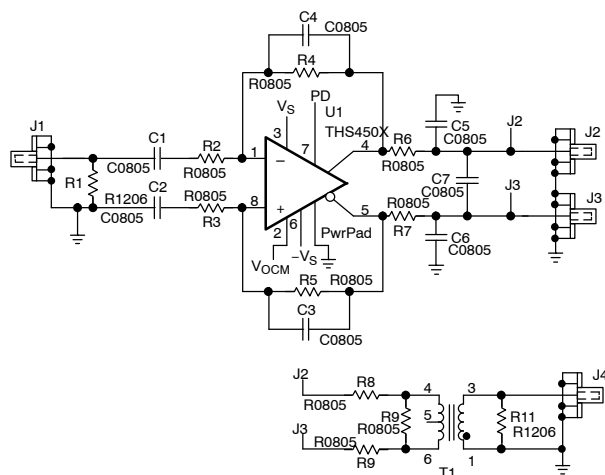 C4
C0805
R0805
R4
PD
VS
U1
THS450X
3
7
J1
C1
R2
1
4
R6
C5
C0805
J2
J2
C0805
R0805
R0805
R1
R1206
C2
C0805
R0805
R3
8
2
6
5
R0805
R7
C7
C0805
J3
J3
PwrPad
VOCM
–VS
C6
C0805
R5
R0805
R0805
C3
C0805
J2
R8
R0805
4
3
J4
R9
R0805
5
R11
R1206
J3
R0805
R9
6
1
T1